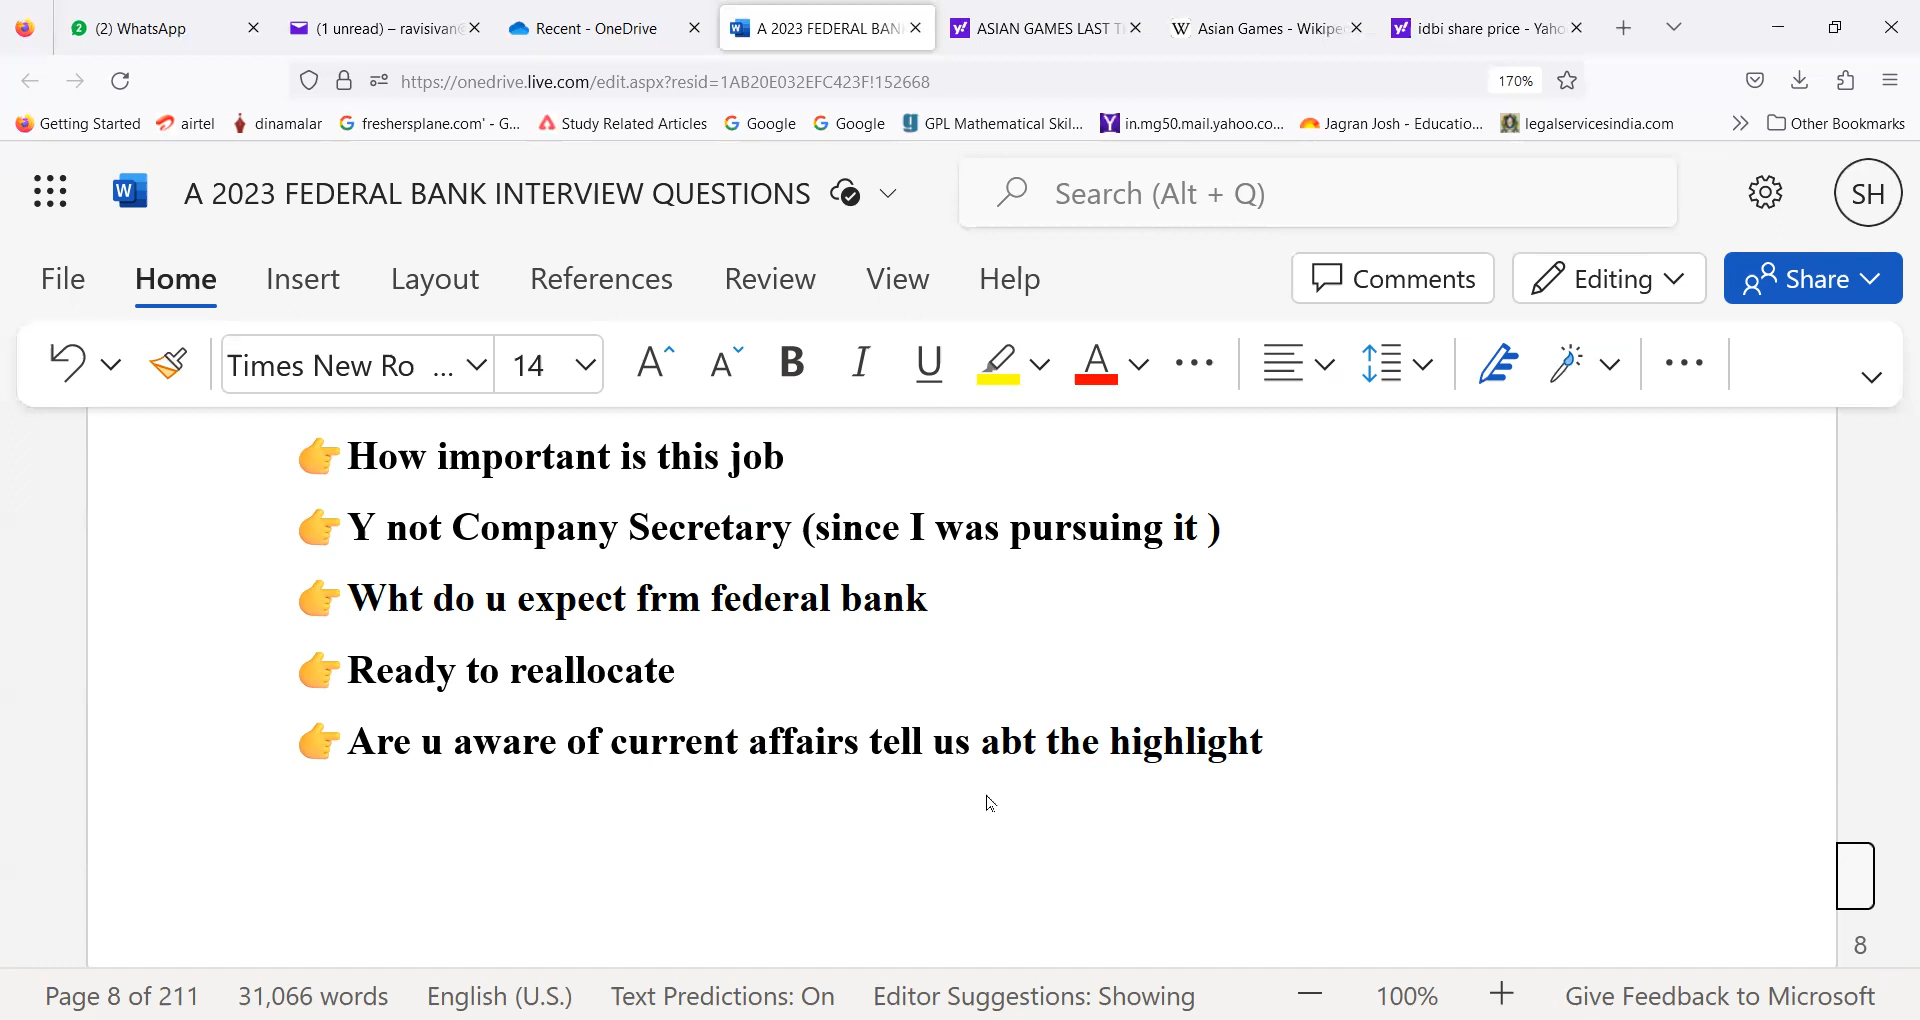 (2) WhatsApp
(1 unread) – ravisivan
Recent - OneDrive
A 2023 FEDERAL BAN
ASIAN GAMES LAST T
Asian Games - Wikipe
idbi share price - Yaho
https://onedrive.live.com/edit.aspx?resid=1AB20E032EFC423F!152668
170%
Getting Started
airtel
dinamalar
freshersplane.com' - G...
Study Related Articles
Google
Google
GPL Mathematical Skil...
in.mg50.mail.yahoo.co...
Jagran Josh - Educatio...
legalservicesindia.com
Other Bookmarks
A 2023 FEDERAL BANK INTERVIEW QUESTIONS
Search (Alt + Q)
SH
File Home Insert Layout References Review View Help
Comments
Editing
Share
Times New Ro ...
14
How important is this job
Y not Company Secretary (since I was pursuing it )
Wht do u expect frm federal bank
Ready to reallocate
Are u aware of current affairs tell us abt the highlight
8
Page 8 of 211
31,066 words
English (U.S.)
Text Predictions: On
Editor Suggestions: Showing
100%
Give Feedback to Microsoft